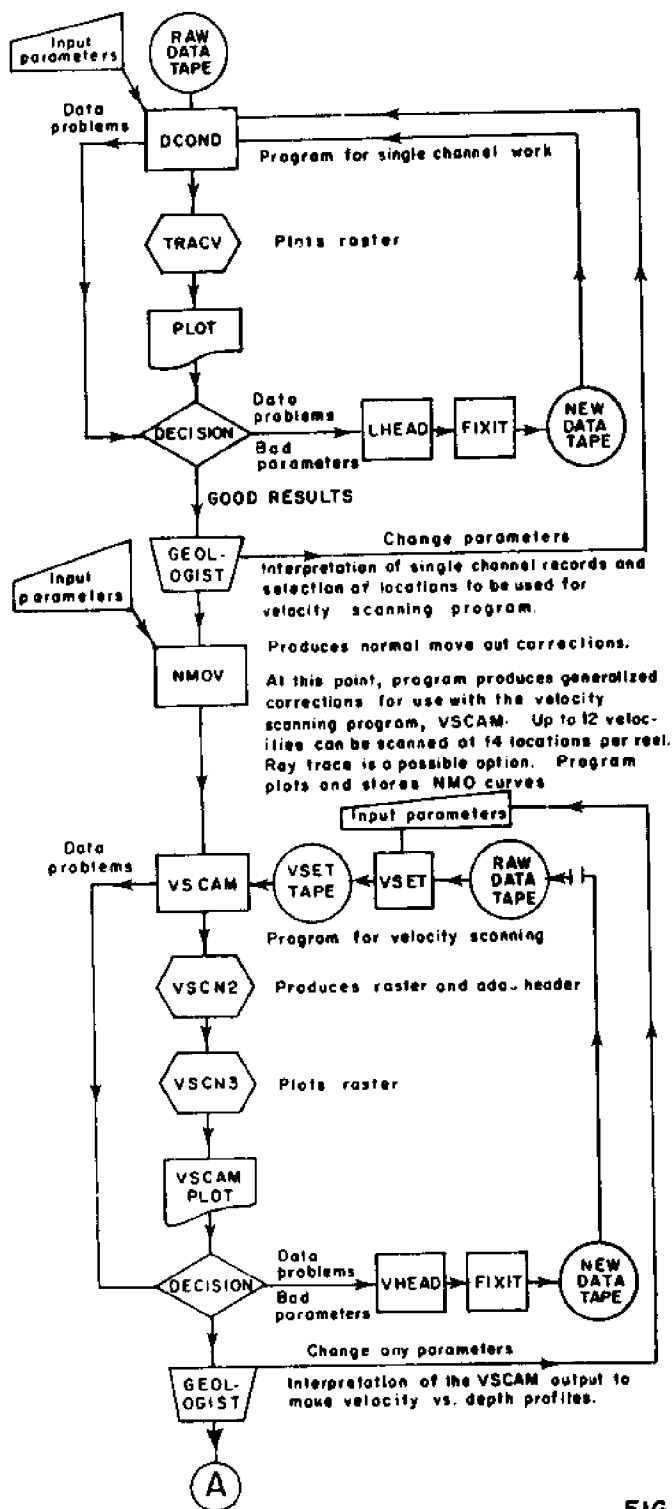 Input
parameters
RAW
DATA
TAPE
Data
problems
DCOND
Program for single channel work
TRACV
Plots raster
PLOT
Data
problems
DECISION
Bad
parameters
LHEAD
FIXIT
NEW
DATA
TAPE
GOOD RESULTS
Change parameters
GEOL-
OGIST
Interpretation of single channel records and
selection of locations to be used for
velocity scanning program.
Input
parameters
NMOV
Produces normal move out corrections.
At this point, program produces generalized
corrections for use with the velocity
scanning program, VSCAM. Up to 12 veloc-
ities can be scanned at 14 locations per reel.
Ray trace is a possible option. Program
plots and stores NMO curves
Input parameters
Data
problems
VSCAM
VSET
TAPE
VSET
RAW
DATA
TAPE
Program for velocity scanning
VSCN2
Produces raster and header
VSCN3
Plots raster
VSCAM
PLOT
Data
problems
DECISION
Bad
parameters
VHEAD
FIXIT
NEW
DATA
TAPE
Change any parameters
GEOL-
OGIST
Interpretation of the VSCAM output to
make velocity vs. depth profiles.
A
FIG